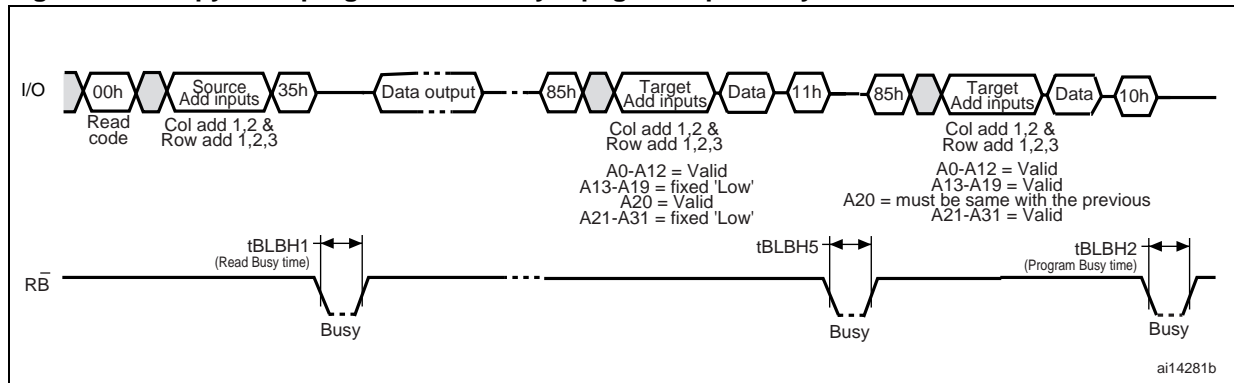 I/O 00h Source Add inputs 35h Data output 85h Target Add inputs Data 11h 85h Target Add inputs Data 10h
Read code
Col add 1,2 &
Row add 1,2,3
Col add 1,2 &
Row add 1,2,3
A0-A12 = Valid
A13-A19 = fixed 'Low'
A20 = Valid
A21-A31 = fixed 'Low'
Col add 1,2 &
Row add 1,2,3
A0-A12 = Valid
A13-A19 = Valid
A20 = must be same with the previous
A21-A31 = Valid
tBLBH1
(Read Busy time)
tBLBH5
tBLBH2
(Program Busy time)
RB̅
Busy
Busy
Busy
ai14281b